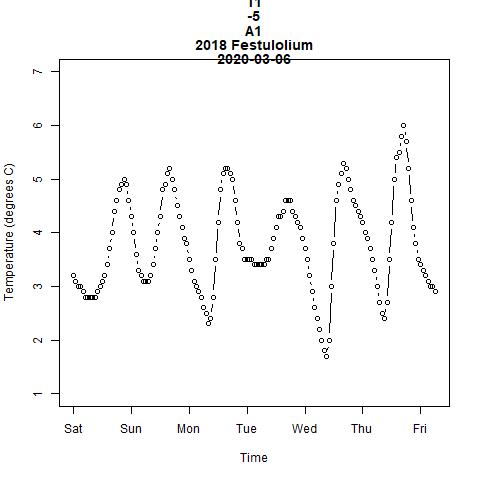 -5
A1
2018 Festulolium
2020-03-06
Temperature (degrees C)
7
6
5
4
3
2
1
Sat Sun Mon Tue Wed Thu Fri
Time